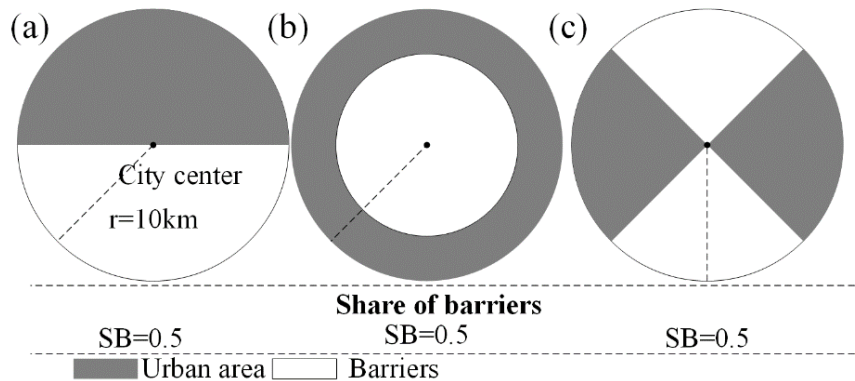 (a)
(b)
(c)
City center
r=10km
Share of barriers
SB=0.5
SB=0.5
SB=0.5
Urban area
Barriers